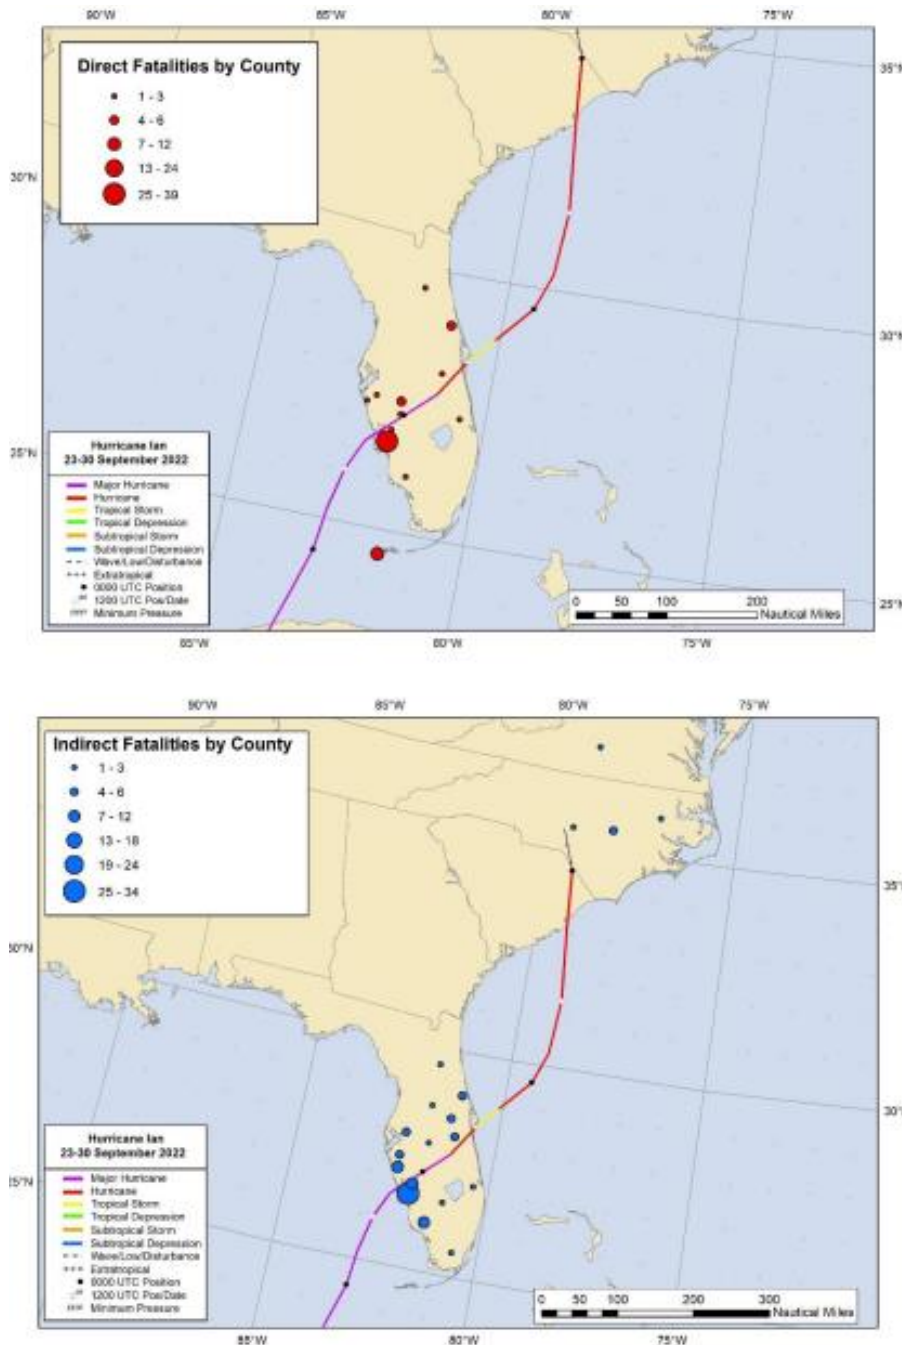 90°W 85°W 80°W 75°W
Direct Fatalities by County
1 - 3
4 - 6
7 - 12
13 - 24
25 - 39
35°N
30°N
30°N
25°N
25°N
Hurricane Ian
23-30 September 2022
Major Hurricane
Hurricane
Tropical Storm
Tropical Depression
Subtropical Storm
Subtropical Depression
Wave/Low/Disturbance
Extratropical
0000 UTC Position
1200 UTC Pos/Date
Minimum Pressure
0 50 100 200
Nautical Miles
85°W 80°W 75°W
90°W 85°W 80°W 75°W
Indirect Fatalities by County
1 - 3
4 - 6
7 - 12
13 - 18
19 - 24
25 - 34
35°N
30°N
30°N
25°N
Hurricane Ian
23-30 September 2022
Major Hurricane
Hurricane
Tropical Storm
Tropical Depression
Subtropical Storm
Subtropical Depression
Wave/Low/Disturbance
Extratropical
0000 UTC Position
1200 UTC Pos/Date
Minimum Pressure
0 50 100 200 300
Nautical Miles
85°W 80°W 75°W